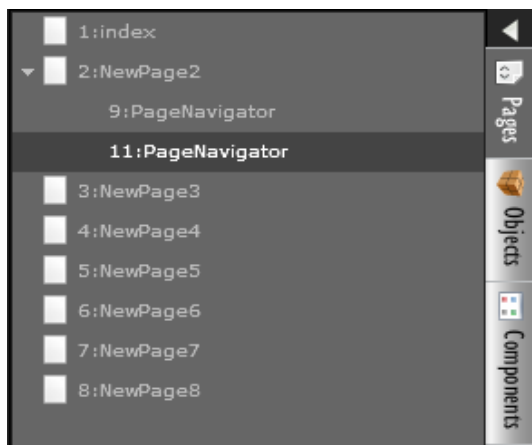 1:index
2:NewPage2
9:PageNavigator
11:PageNavigator
3:NewPage3
4:NewPage4
5:NewPage5
6:NewPage6
7:NewPage7
8:NewPage8
Pages
Objects
Components